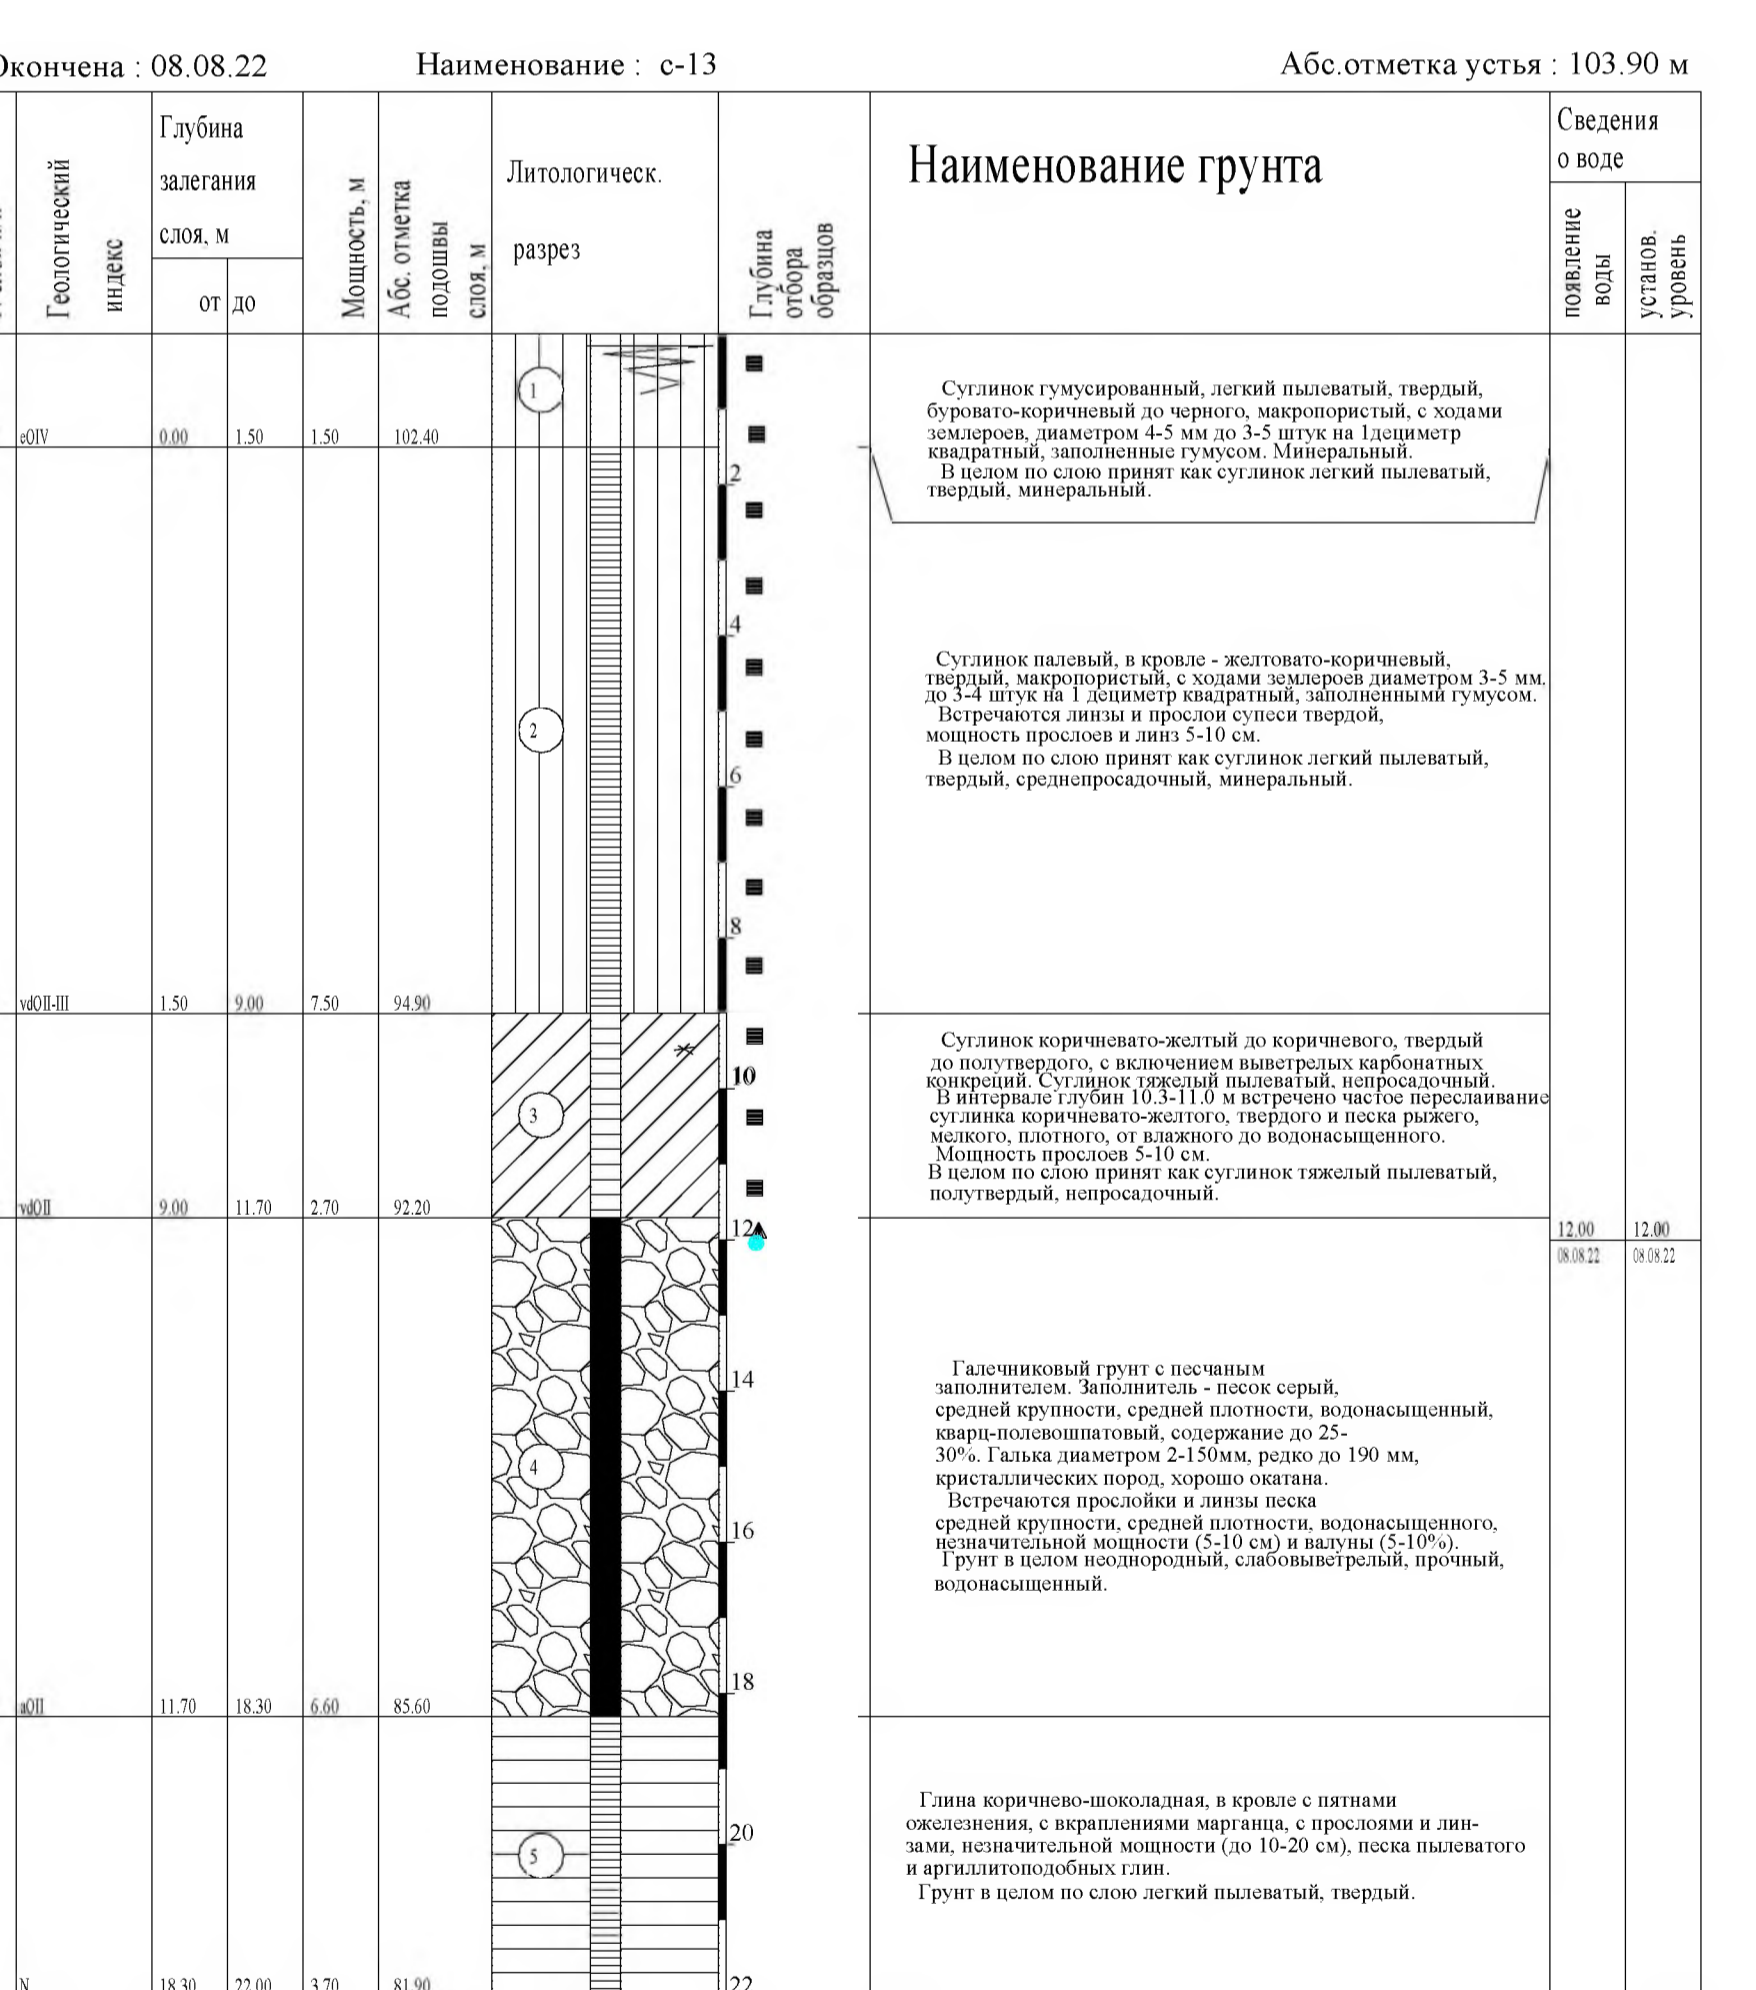 Окончена : 08.08.22
Наименование : с-13
Абс.отметка устья : 103.90 м
Геологический
индекс
Глубина
залегания
слоя, м
от
до
Мощность, м
Абс. отметка
подошвы
слоя, м
Литологическ.
разрез
Глубина
отбора
образцов
Наименование грунта
Сведения
о воде
появление
воды
установ.
уровень
1
Суглинок гумусированный, легкий пылеватый, твердый,
буровато-коричневый до черного, макропористый, с ходами
землероев, диаметром 4-5 мм до 3-5 штук на 1дециметр
квадратный, заполненные гумусом. Минеральный.
В целом по слою принят как суглинок легкий пылеватый,
твердый, минеральный.
eQIV 0.00 1.50 1.50 102.40
2
4
2
6
8
Суглинок палевый, в кровле - желтовато-коричневый,
твердый, макропористый, с ходами землероев диаметром 3-5 мм.
до 3-4 штук на 1 дециметр квадратный, заполненными гумусом.
Встречаются линзы и прослои супеси твердой,
мощность прослоев и линз 5-10 см.
В целом по слою принят как суглинок легкий пылеватый,
твердый, среднепросадочный, минеральный.
vdQII-III 1.50 9.00 7.50 94.90
10
3
Суглинок коричневато-желтый до коричневого, твердый
до полутвердого, с включением выветрелых карбонатных
конкреций. Суглинок тяжелый пылеватый, непросадочный.
В интервале глубин 10.3-11.0 м встречено частое переслаивание
суглинка коричневато-желтого, твердого и песка рыжего,
мелкого, плотного, от влажного до водонасыщенного.
Мощность прослоев 5-10 см.
В целом по слою принят как суглинок тяжелый пылеватый,
полутвердый, непросадочный.
vdQII 9.00 11.70 2.70 92.20
12
12.00 12.00
08.08.22 08.08.22
14
4
16
18
Галечниковый грунт с песчаным
заполнителем. Заполнитель - песок серый,
средней крупности, средней плотности, водонасыщенный,
кварц-полевошпатовый, содержание до 25-
30%. Галька диаметром 2-150мм, редко до 190 мм,
кристаллических пород, хорошо окатана.
Встречаются прослойки и линзы песка
средней крупности, средней плотности, водонасыщенного,
незначительной мощности (5-10 см) и валуны (5-10%).
Грунт в целом неоднородный, слабовыветрелый, прочный,
водонасыщенный.
aQII 11.70 18.30 6.60 85.60
20
5
Глина коричнево-шоколадная, в кровле с пятнами
ожелезнения, с вкраплениями марганца, с прослоями и лин-
зами, незначительной мощности (до 10-20 см), песка пылеватого
и аргиллитоподобных глин.
Грунт в целом по слою легкий пылеватый, твердый.
N 18.30 22.00 3.70 81.90
22